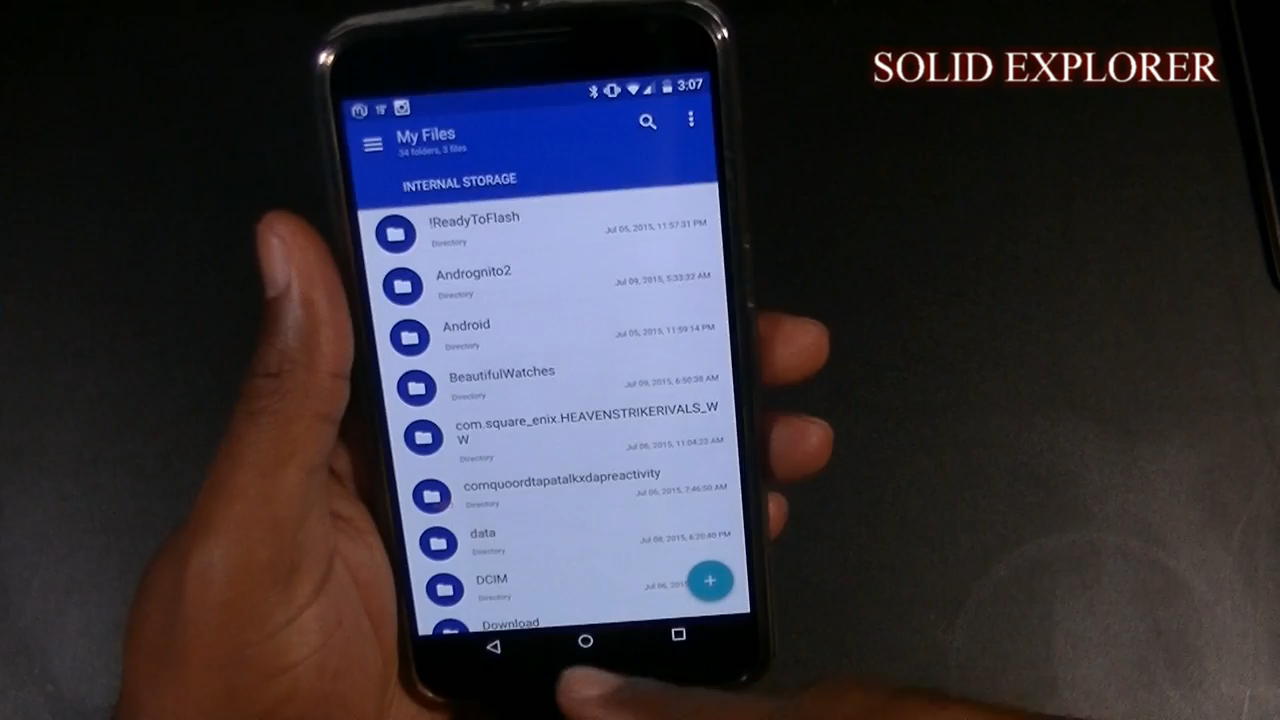 SOLID EXPLORER
3:07
My Files
34 folders, 3 files
INTERNAL STORAGE
!ReadyToFlash
Directory
Jul 05, 2015, 11:57:31 PM
Andrognito2
Directory
Jul 09, 2015, 5:33:32 AM
Android
Directory
Jul 05, 2015, 11:59:14 PM
BeautifulWatches
Directory
Jul 09, 2015, 6:50:38 AM
com.square_enix.HEAVENSTRIKERIVALS_W
W
Directory
Jul 06, 2015, 11:04:23 AM
comquoordtapatalkxdapreactivity
Directory
Jul 06, 2015, 7:46:50 AM
data
Directory
Jul 08, 2015, 6:20:40 PM
DCIM
Directory
Jul 06, 2015
Download